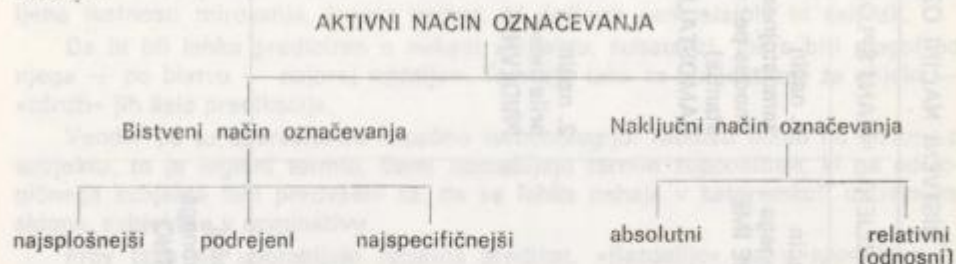 AKTIVNI NAČIN OZNAČEVANJA
Bistveni način označevanja
Naključni način označevanja
najsplošnejši podrejeni najspecifičnejši absolutni relativni
(odnosni)